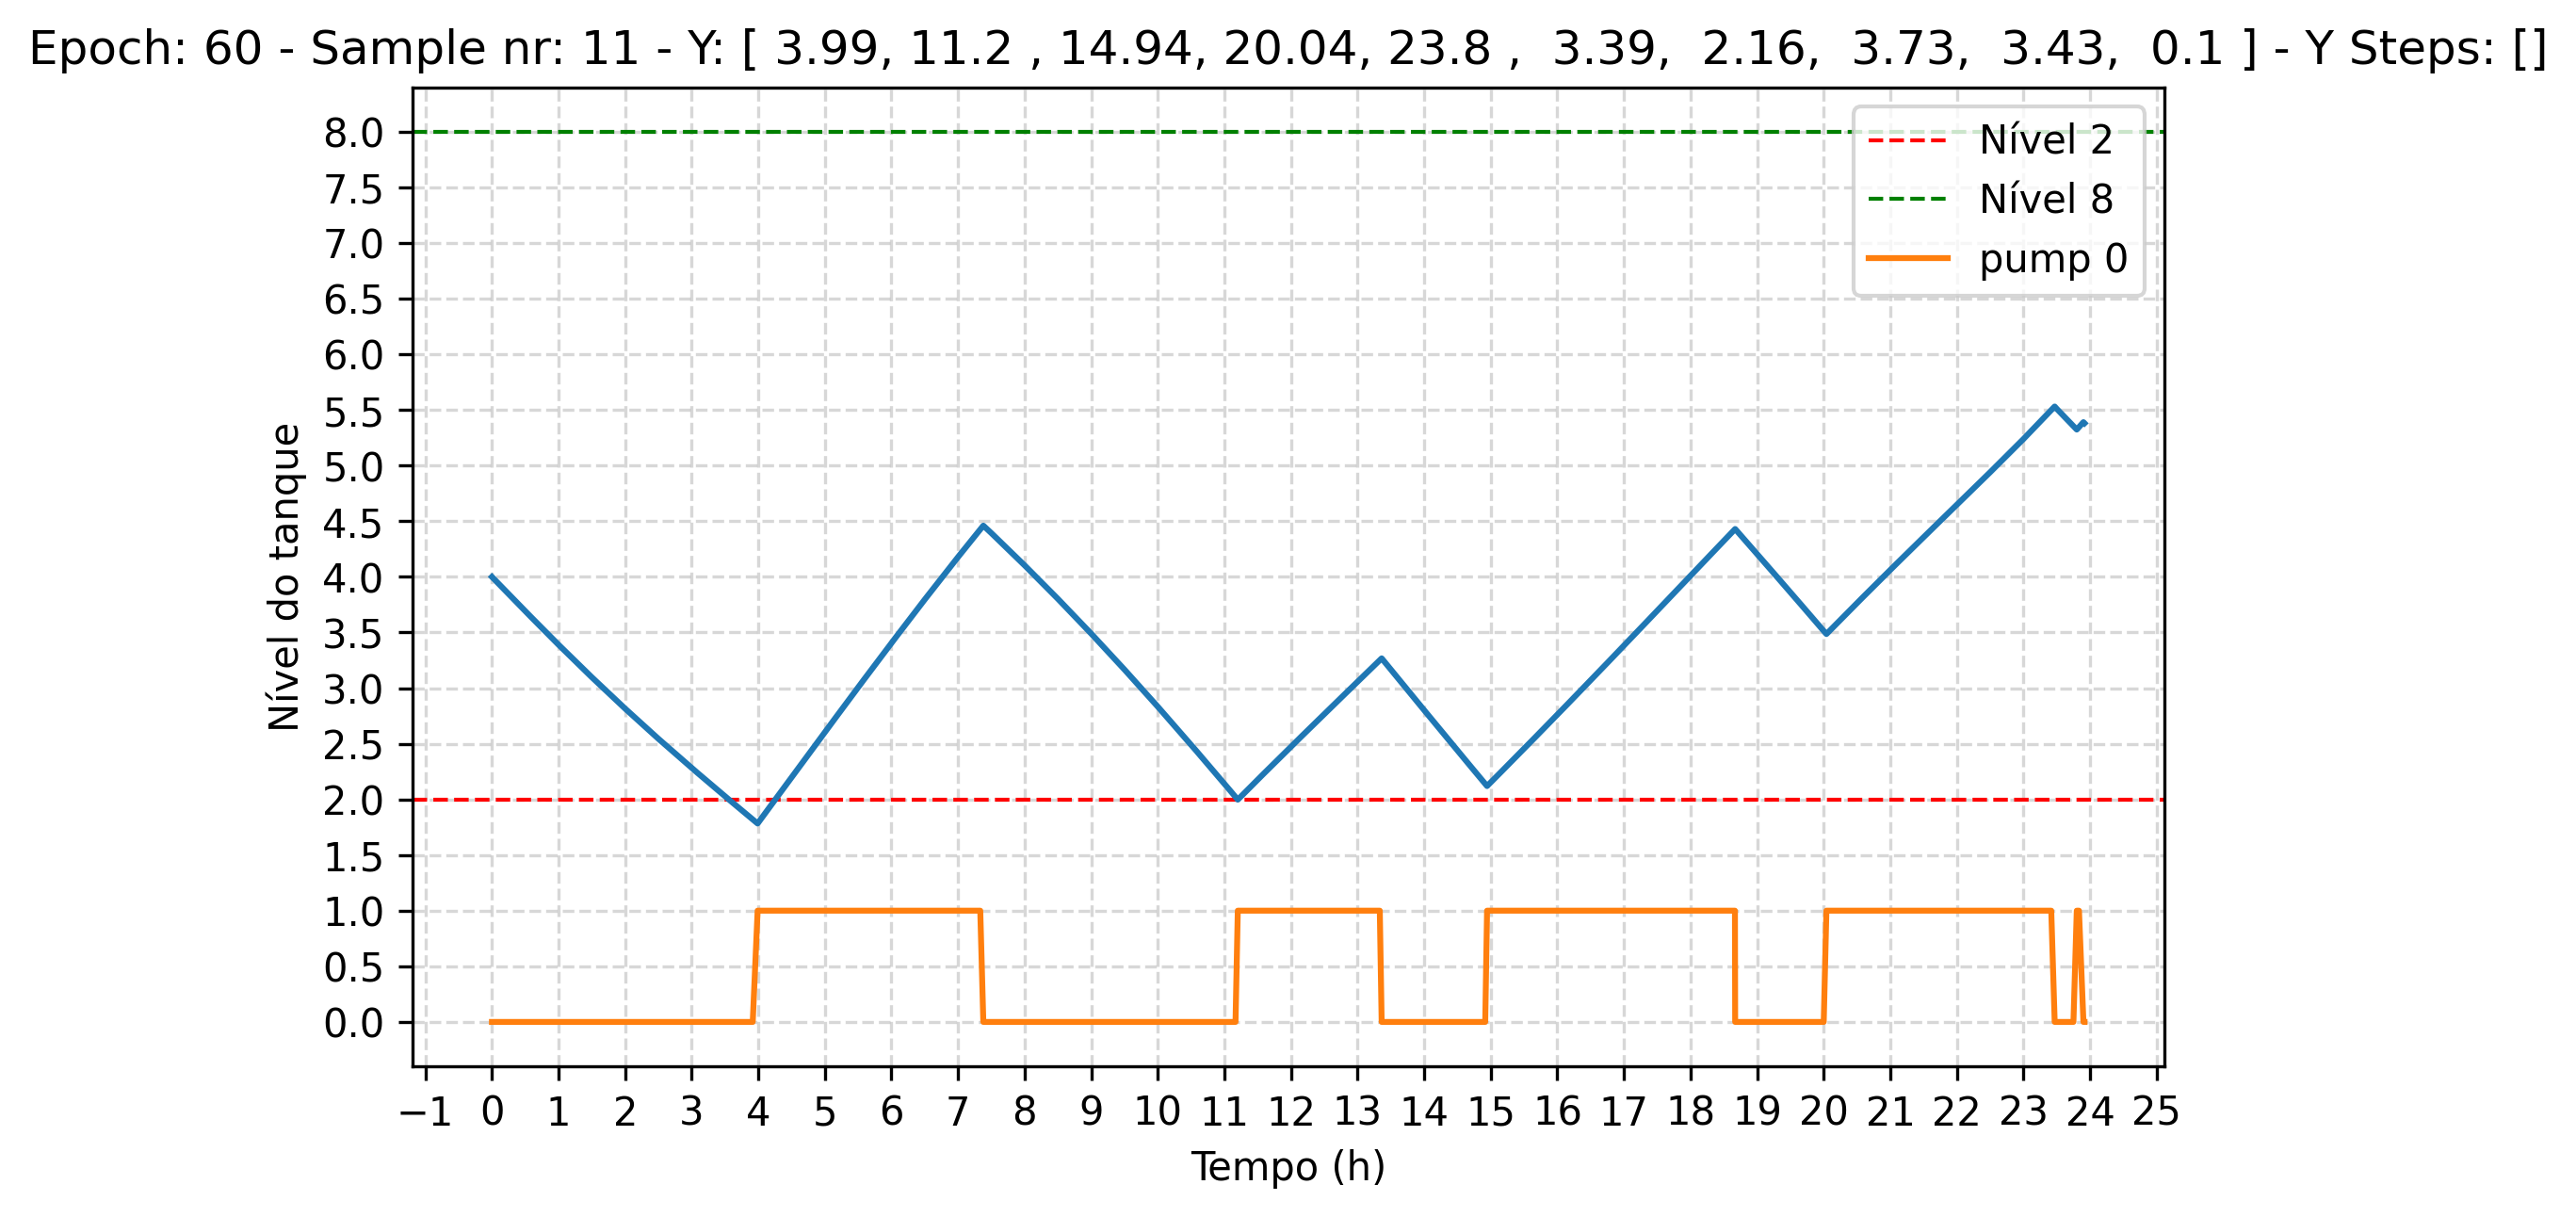 Epoch: 60 - Sample nr: 11 - Y: [ 3.99, 11.2 , 14.94, 20.04, 23.8 ,  3.39,  2.16,  3.73,  3.43,  0.1 ] - Y Steps: []
Nível 2
Nível 8
pump 0
8.0
7.5
7.0
6.5
6.0
5.5
5.0
4.5
4.0
3.5
3.0
2.5
2.0
1.5
1.0
0.5
0.0
Nível do tanque
−1 0 1 2 3 4 5 6 7 8 9 10 11 12 13 14 15 16 17 18 19 20 21 22 23 24 25
Tempo (h)